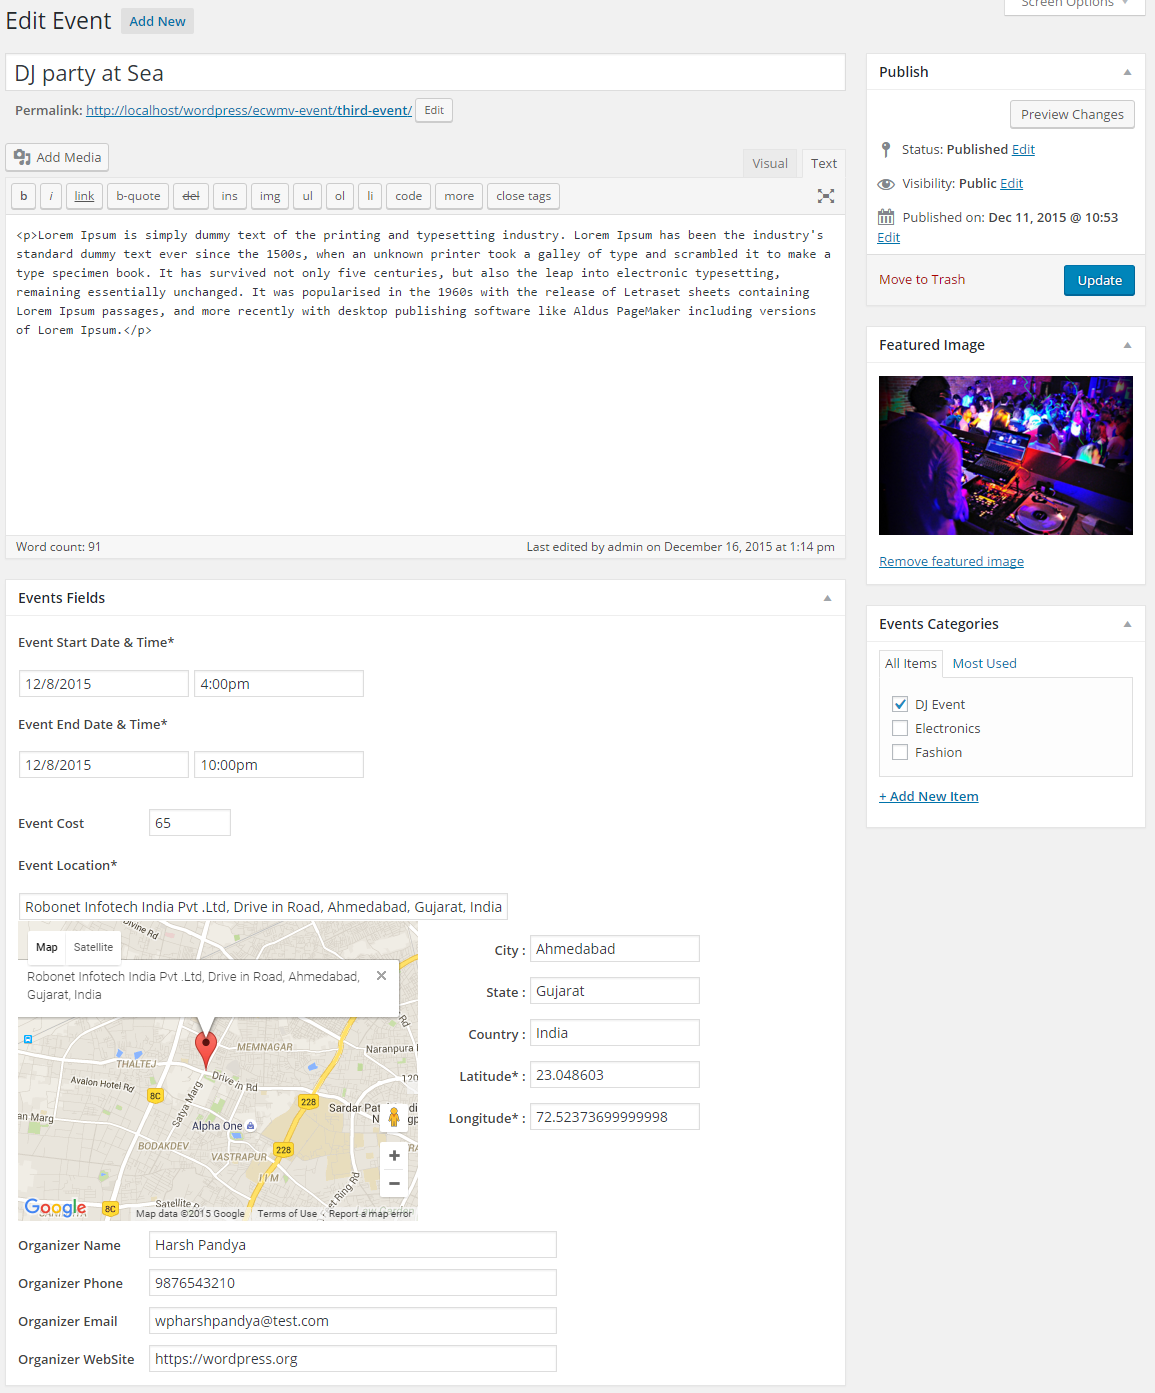 Edit Event Add New
Screen Options
DJ party at Sea
Permalink: http://localhost/wordpress/ecwmv-event/third-event/ Edit
Add Media
Visual Text
b i link b-quote del ins img ul ol li code more close tags
<p>Lorem Ipsum is simply dummy text of the printing and typesetting industry. Lorem Ipsum has been the industry's
standard dummy text ever since the 1500s, when an unknown printer took a galley of type and scrambled it to make a
type specimen book. It has survived not only five centuries, but also the leap into electronic typesetting,
remaining essentially unchanged. It was popularised in the 1960s with the release of Letraset sheets containing
Lorem Ipsum passages, and more recently with desktop publishing software like Aldus PageMaker including versions
of Lorem Ipsum.</p>
Word count: 91 Last edited by admin on December 16, 2015 at 1:14 pm
Events Fields
Event Start Date & Time*
12/8/2015 4:00pm
Event End Date & Time*
12/8/2015 10:00pm
Event Cost 65
Event Location*
Robonet Infotech India Pvt .Ltd, Drive in Road, Ahmedabad, Gujarat, India
Map Satellite
Robonet Infotech India Pvt .Ltd, Drive in Road, Ahmedabad,
Gujarat, India
MEMNAGAR
Naranpura
THALTEJ
Avalon Hotel Rd
Drive in Rd
Satya Marg
8C
228
Sardar
an Marg
Alpha One
BODAKDEV
VASTRAPUR
228
IIM
Google 8C Map data ©2015 Google Terms of Use Report a map error
City : Ahmedabad
State : Gujarat
Country : India
Latitude* : 23.048603
Longitude* : 72.52373699999998
Organizer Name Harsh Pandya
Organizer Phone 9876543210
Organizer Email wpharshpandya@test.com
Organizer WebSite https://wordpress.org
Publish
Preview Changes
Status: Published Edit
Visibility: Public Edit
Published on: Dec 11, 2015 @ 10:53
Edit
Move to Trash Update
Featured Image
Remove featured image
Events Categories
All Items Most Used
DJ Event
Electronics
Fashion
+ Add New Item